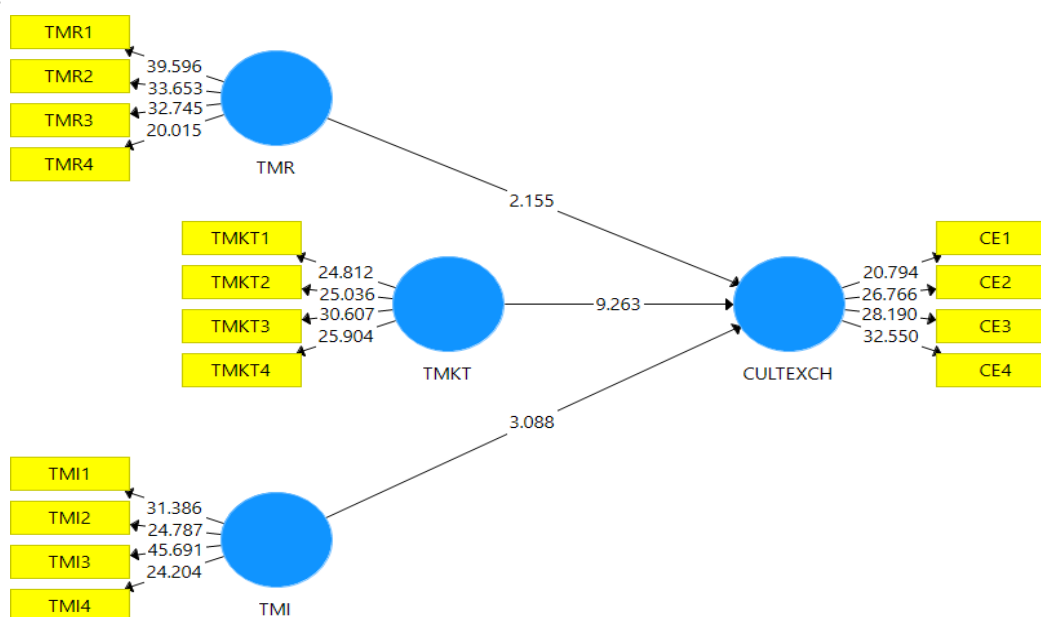 TMR1
39.596
TMR2
33.653
TMR3
32.745
20.015
TMR4
TMR
2.155
TMKT1
24.812
TMKT2
25.036
TMKT3
30.607
25.904
TMKT4
TMKT
9.263
CE1
20.794
CE2
26.766
28.190
CE3
32.550
CE4
CULTEXCH
3.088
TMI1
31.386
TMI2
24.787
45.691
TMI3
24.204
TMI4
TMI